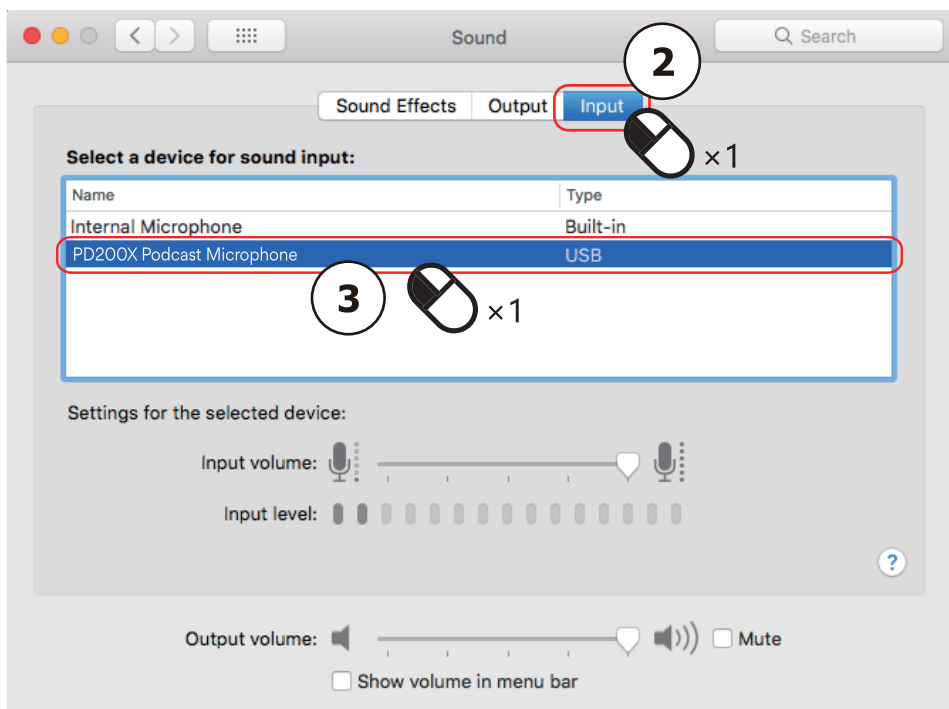 Sound
Search
2
Sound Effects Output Input
×1
Select a device for sound input:
Name Type
Internal Microphone Built-in
PD200X Podcast Microphone USB
3
×1
Settings for the selected device:
Input volume:
Input level:
?
Output volume: Mute
Show volume in menu bar